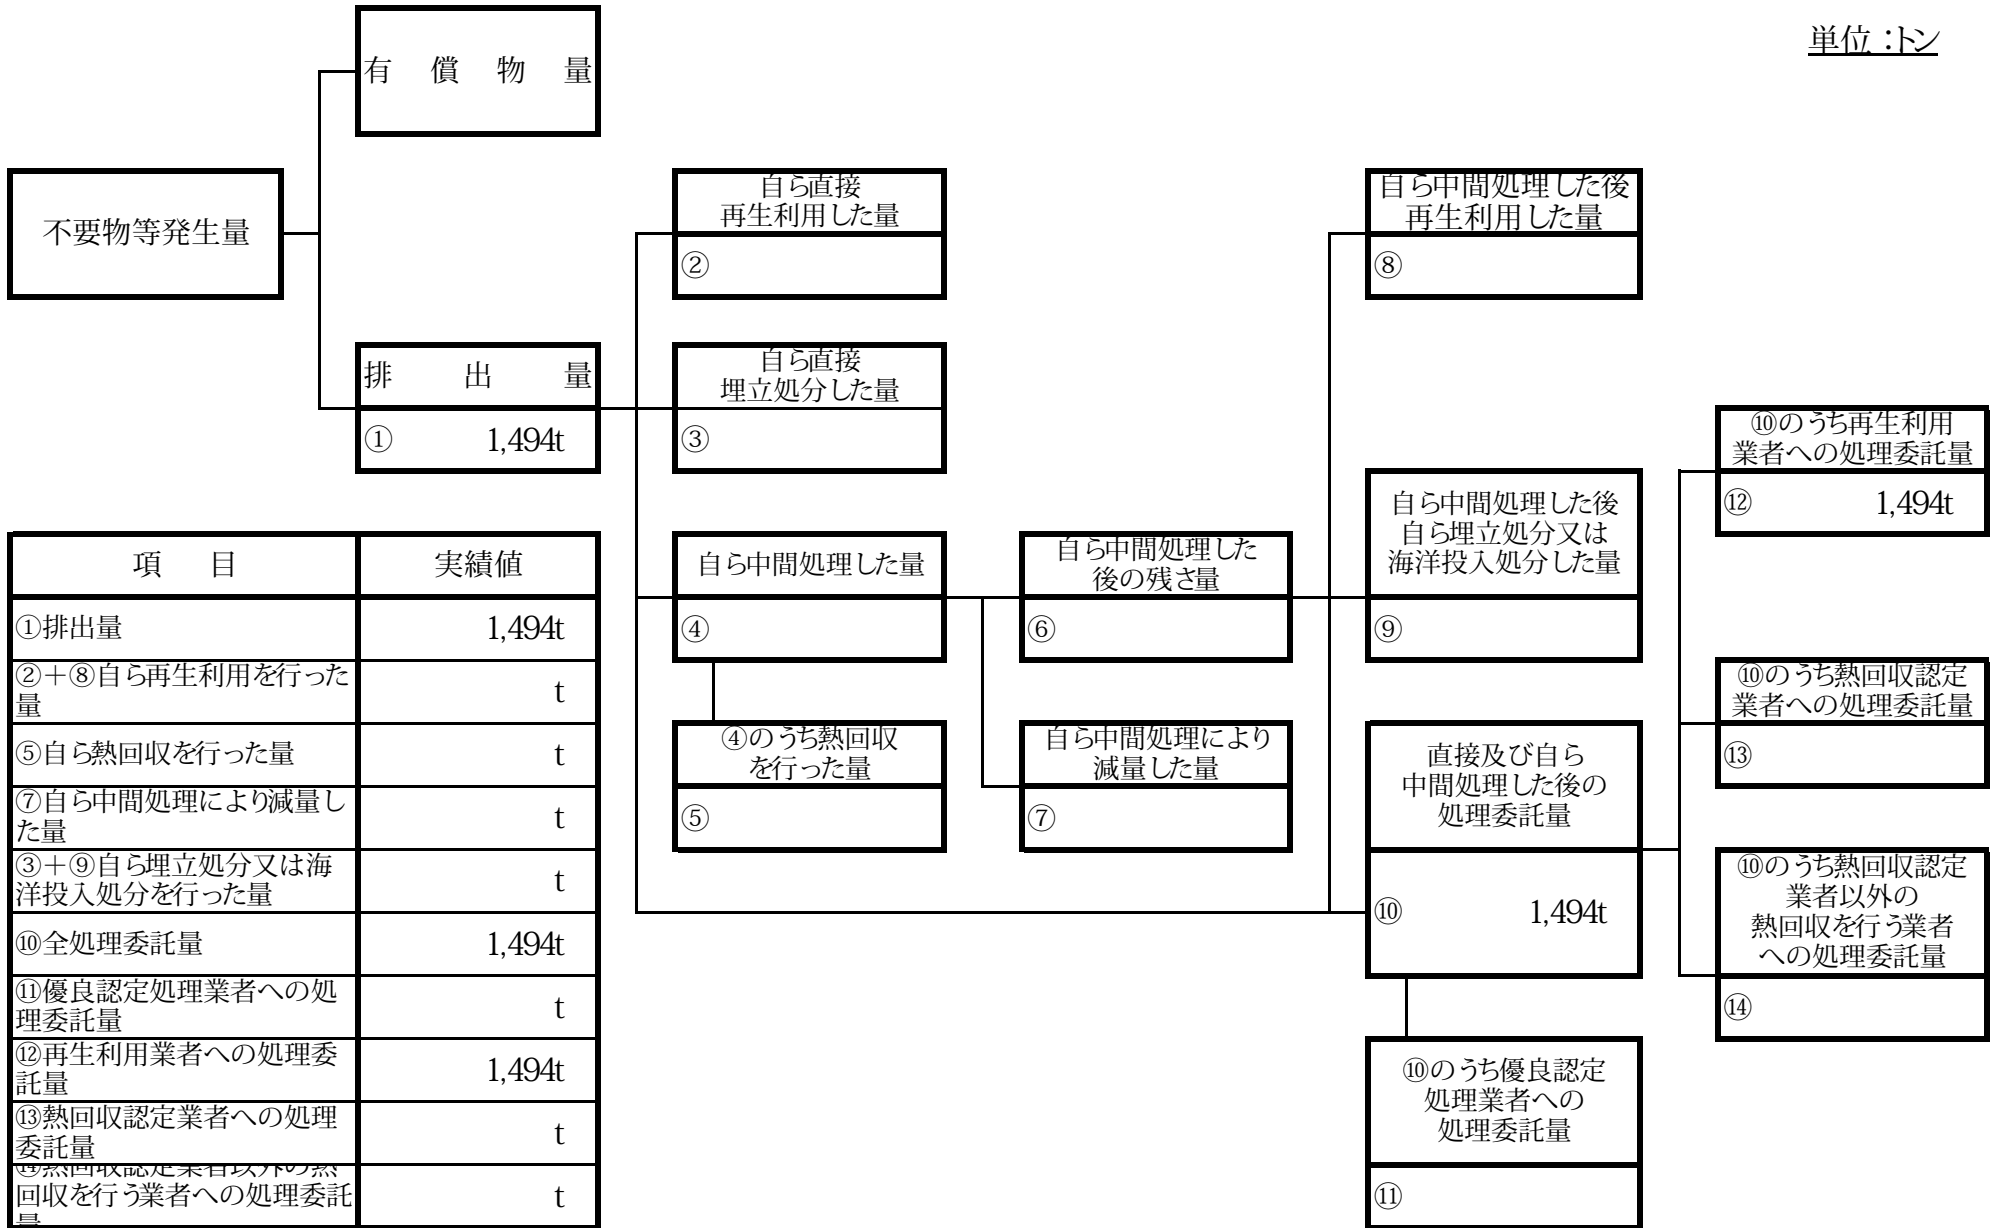 単位：トン
有償物量
不要物等発生量
排出量
① 1,494t
自ら直接
再生利用した量
②
自ら直接
埋立処分した量
③
自ら中間処理した量
④
④のうち熱回収
を行った量
⑤
自ら中間処理した
後の残さ量
⑥
自ら中間処理により
減量した量
⑦
自ら中間処理した後
再生利用した量
⑧
自ら中間処理した後
自ら埋立処分又は
海洋投入処分した量
⑨
直接及び自ら
中間処理した後の
処理委託量
⑩ 1,494t
⑩のうち優良認定
処理業者への
処理委託量
⑪
⑩のうち再生利用
業者への処理委託量
⑫ 1,494t
⑩のうち熱回収認定
業者への処理委託量
⑬
⑩のうち熱回収認定
業者以外の
熱回収を行う業者
への処理委託量
⑭
項目 実績値
①排出量 1,494t
②＋⑧自ら再生利用を行った
量 t
⑤自ら熱回収を行った量 t
⑦自ら中間処理により減量し
た量 t
③＋⑨自ら埋立処分又は海
洋投入処分を行った量 t
⑩全処理委託量 1,494t
⑪優良認定処理業者への処
理委託量 t
⑫再生利用業者への処理委
託量 1,494t
⑬熱回収認定業者への処理
委託量 t
⑭熱回収認定業者以外の熱
回収を行う業者への処理委託
量 t